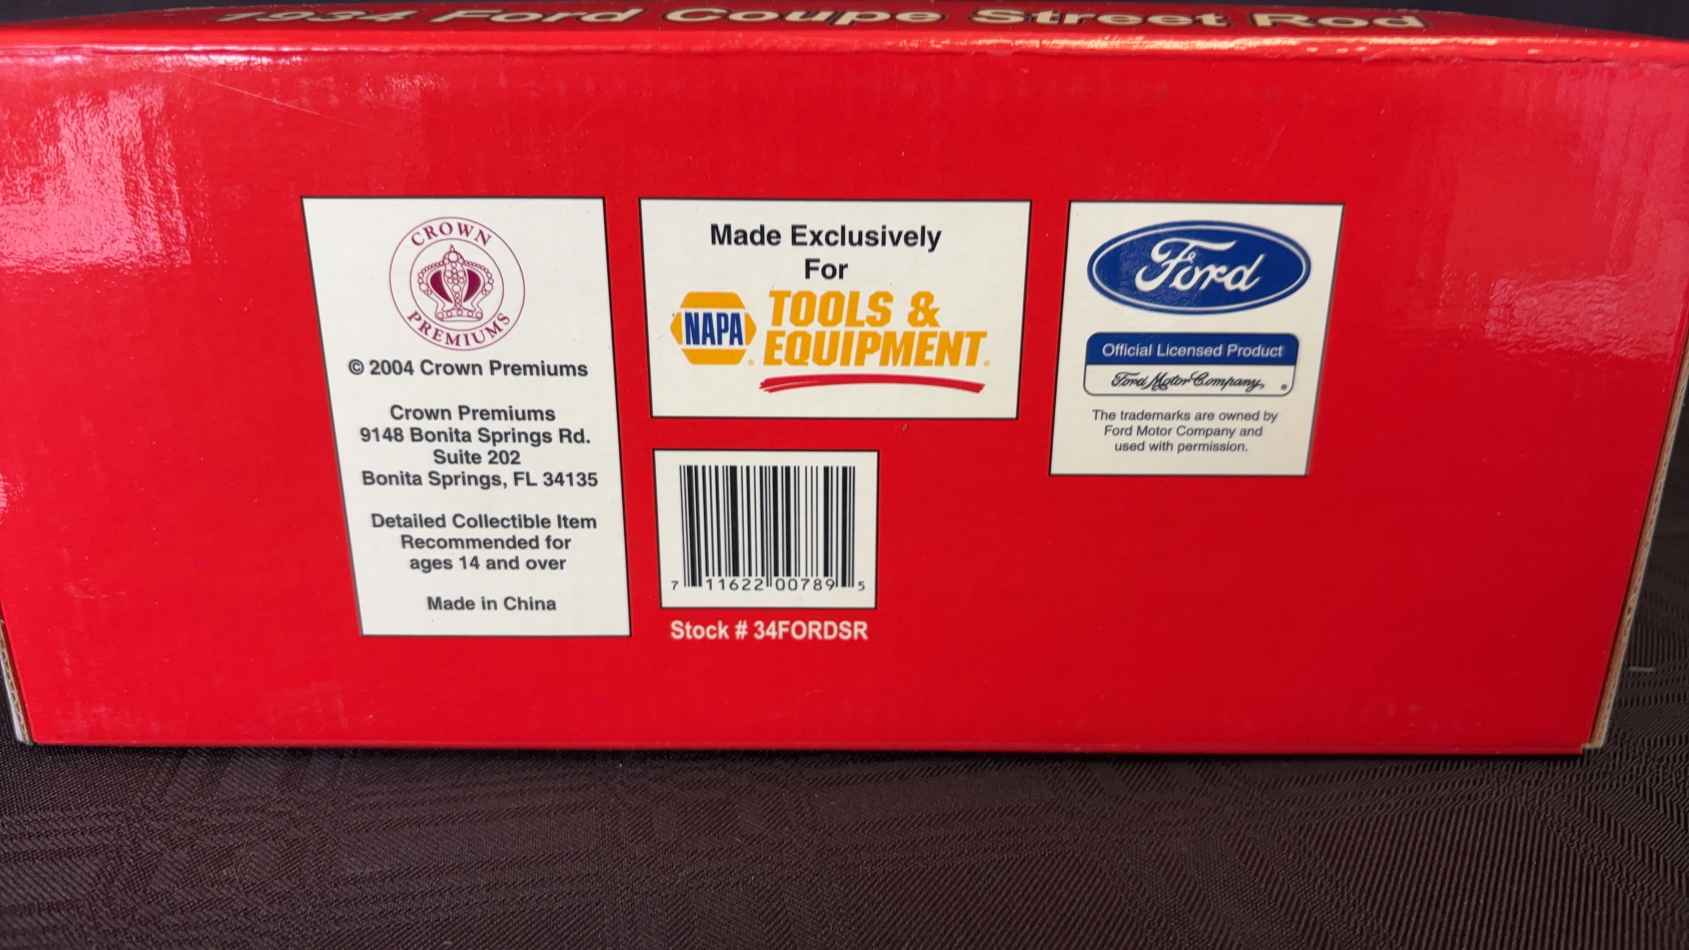 1934 Ford Coupe Street Rod
CROWN
PREMIUMS
© 2004 Crown Premiums
Crown Premiums
9148 Bonita Springs Rd.
Suite 202
Bonita Springs, FL 34135
Detailed Collectible Item
Recommended for
ages 14 and over
Made in China
Made Exclusively
For
NAPA®
TOOLS &
EQUIPMENT®
7 11622 00789 5
Stock # 34FORDSR
Ford
Official Licensed Product
Ford Motor Company®
The trademarks are owned by
Ford Motor Company and
used with permission.